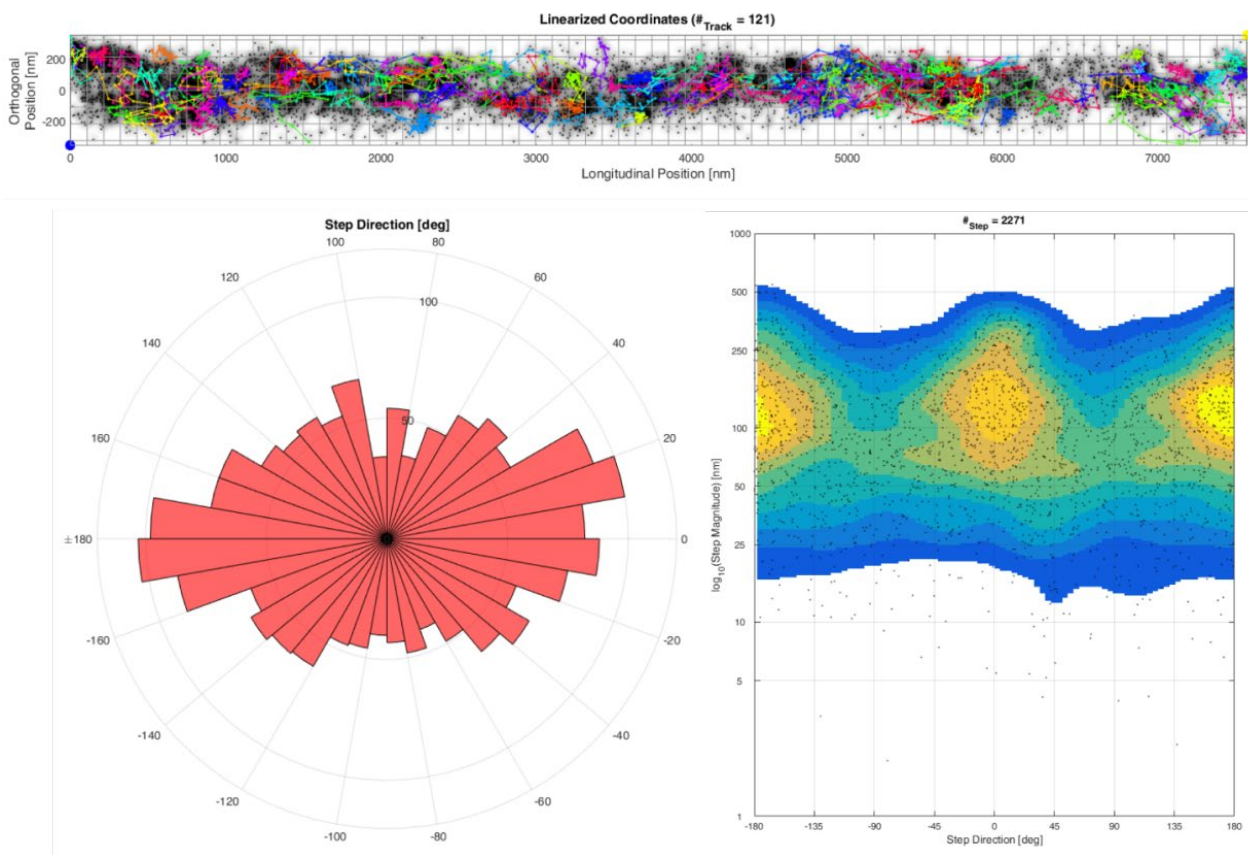 Linearized Coordinates (#Track = 121)
Orthogonal
Position [nm]
200
0
-200
0 1000 2000 3000 4000 5000 6000 7000
Longitudinal Position [nm]
Step Direction [deg]
100 80
120 60
100
140 40
50
160 20
±180 0
-160 -20
-140 -40
-120 -60
-100 -80
#Step = 2271
log10(Step Magnitude) [nm]
1000
500
250
100
50
25
10
5
1
-180 -135 -90 -45 0 45 90 135 180
Step Direction [deg]